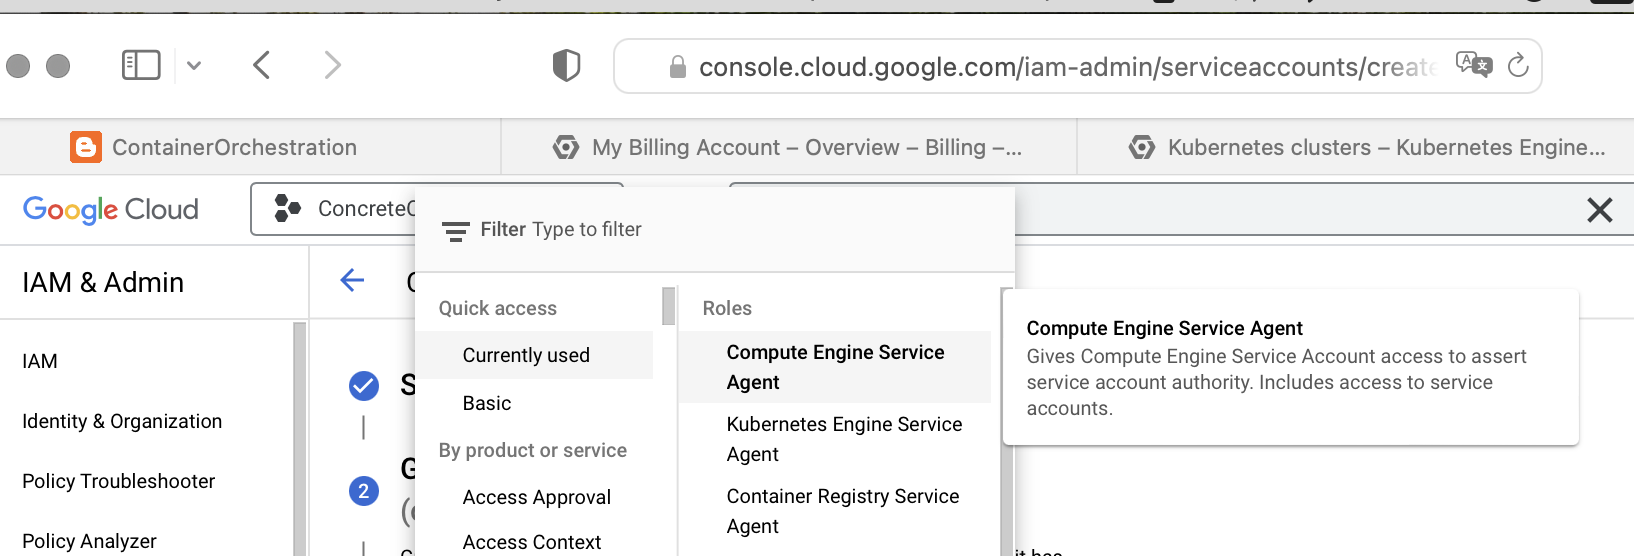 console.cloud.google.com/iam-admin/serviceaccounts/create
ContainerOrchestration
My Billing Account – Overview – Billing –...
Kubernetes clusters – Kubernetes Engine...
Google Cloud
Filter Type to filter
IAM & Admin
Quick access
Roles
Currently used
Basic
By product or service
Access Approval
Access Context
Compute Engine Service
Agent
Kubernetes Engine Service
Agent
Container Registry Service
Agent
Compute Engine Service Agent
Gives Compute Engine Service Account access to assert
service account authority. Includes access to service
accounts.
IAM
Identity & Organization
Policy Troubleshooter
Policy Analyzer
2
it has